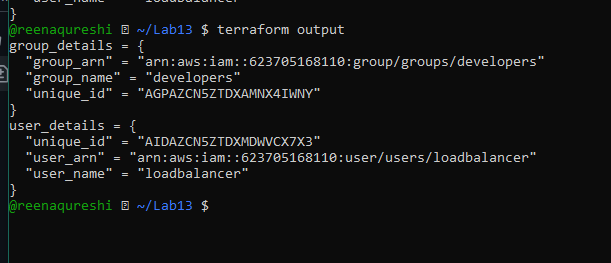 }
@reenaqureshi ~/Lab13 $ terraform output
group_details = {
"group_arn" = "arn:aws:iam::623705168110:group/groups/developers"
"group_name" = "developers"
"unique_id" = "AGPAZCN5ZTDXAMNX4IWNY"
}
user_details = {
"unique_id" = "AIDAZCN5ZTDXMDWVCX7X3"
"user_arn" = "arn:aws:iam::623705168110:user/users/loadbalancer"
"user_name" = "loadbalancer"
}
@reenaqureshi ~/Lab13 $